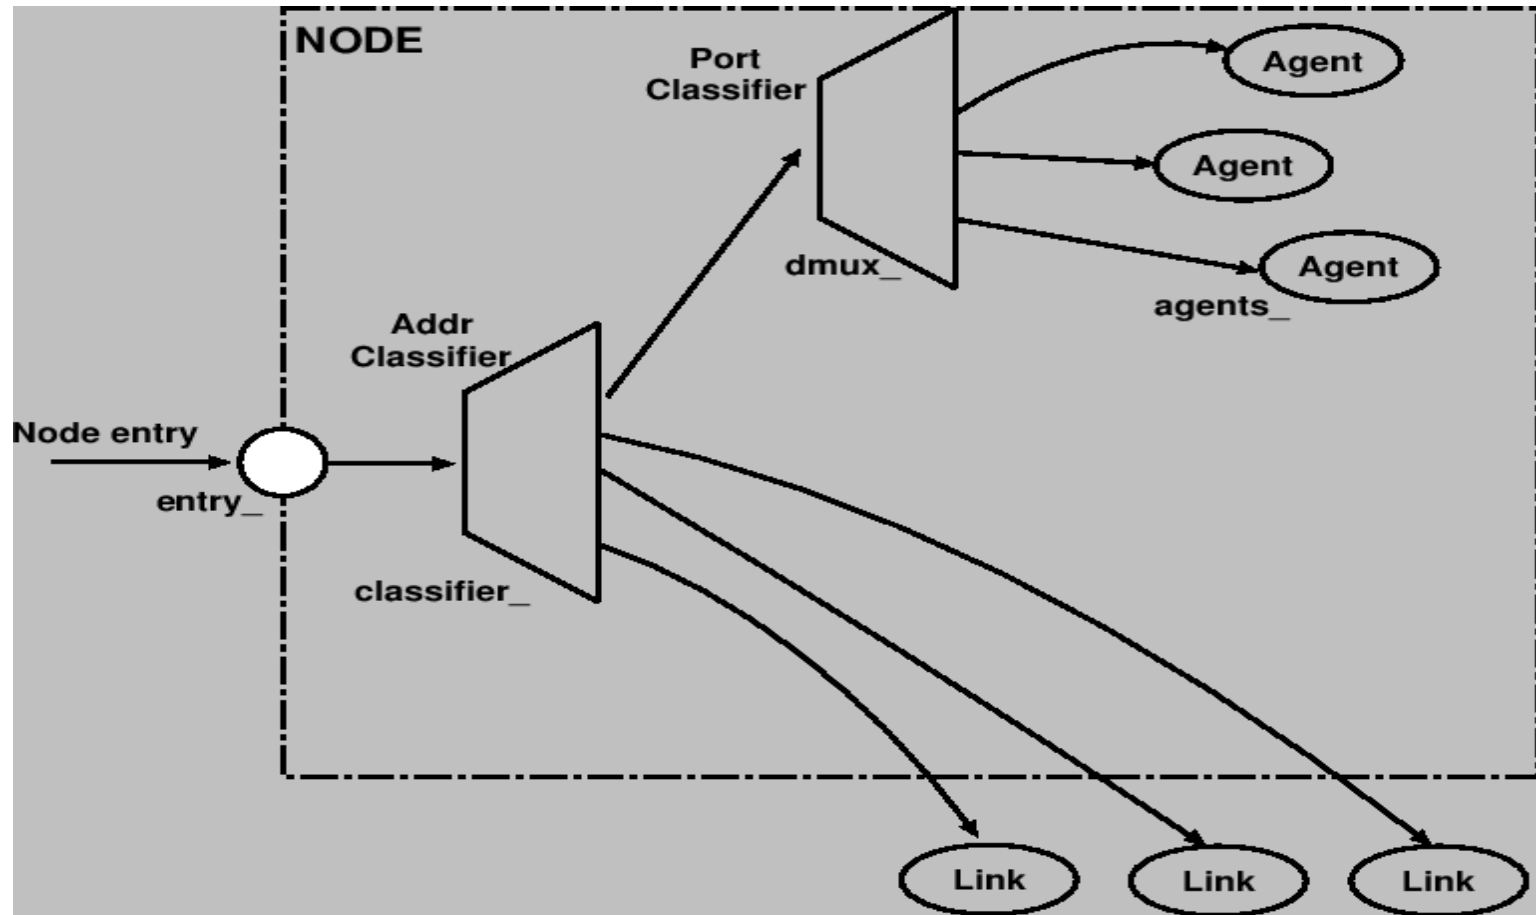 NODE
Port
Classifier
Agent
Agent
dmux_
Agent
agents_
Addr
Classifier
Node entry
entry_
classifier_
Link
Link
Link